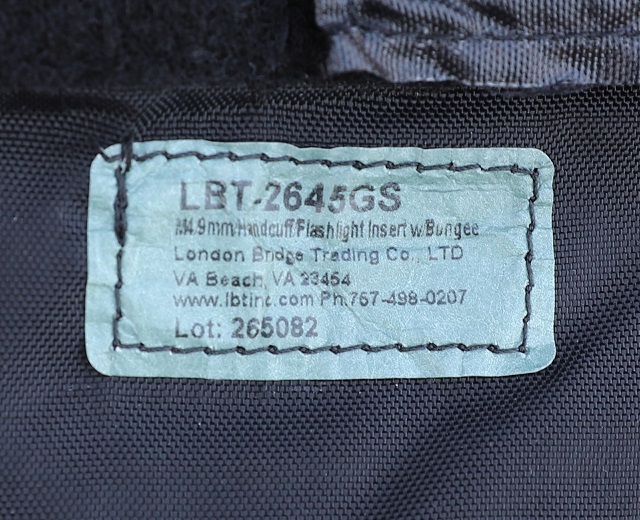 LBT-2645GS
M4.9mm/Handcuff/Flashlight Insert w/Bungee
London Bridge Trading Co., LTD
VA Beach, VA 23454
www.lbtinc.com Ph.757-498-0207
Lot: 265082